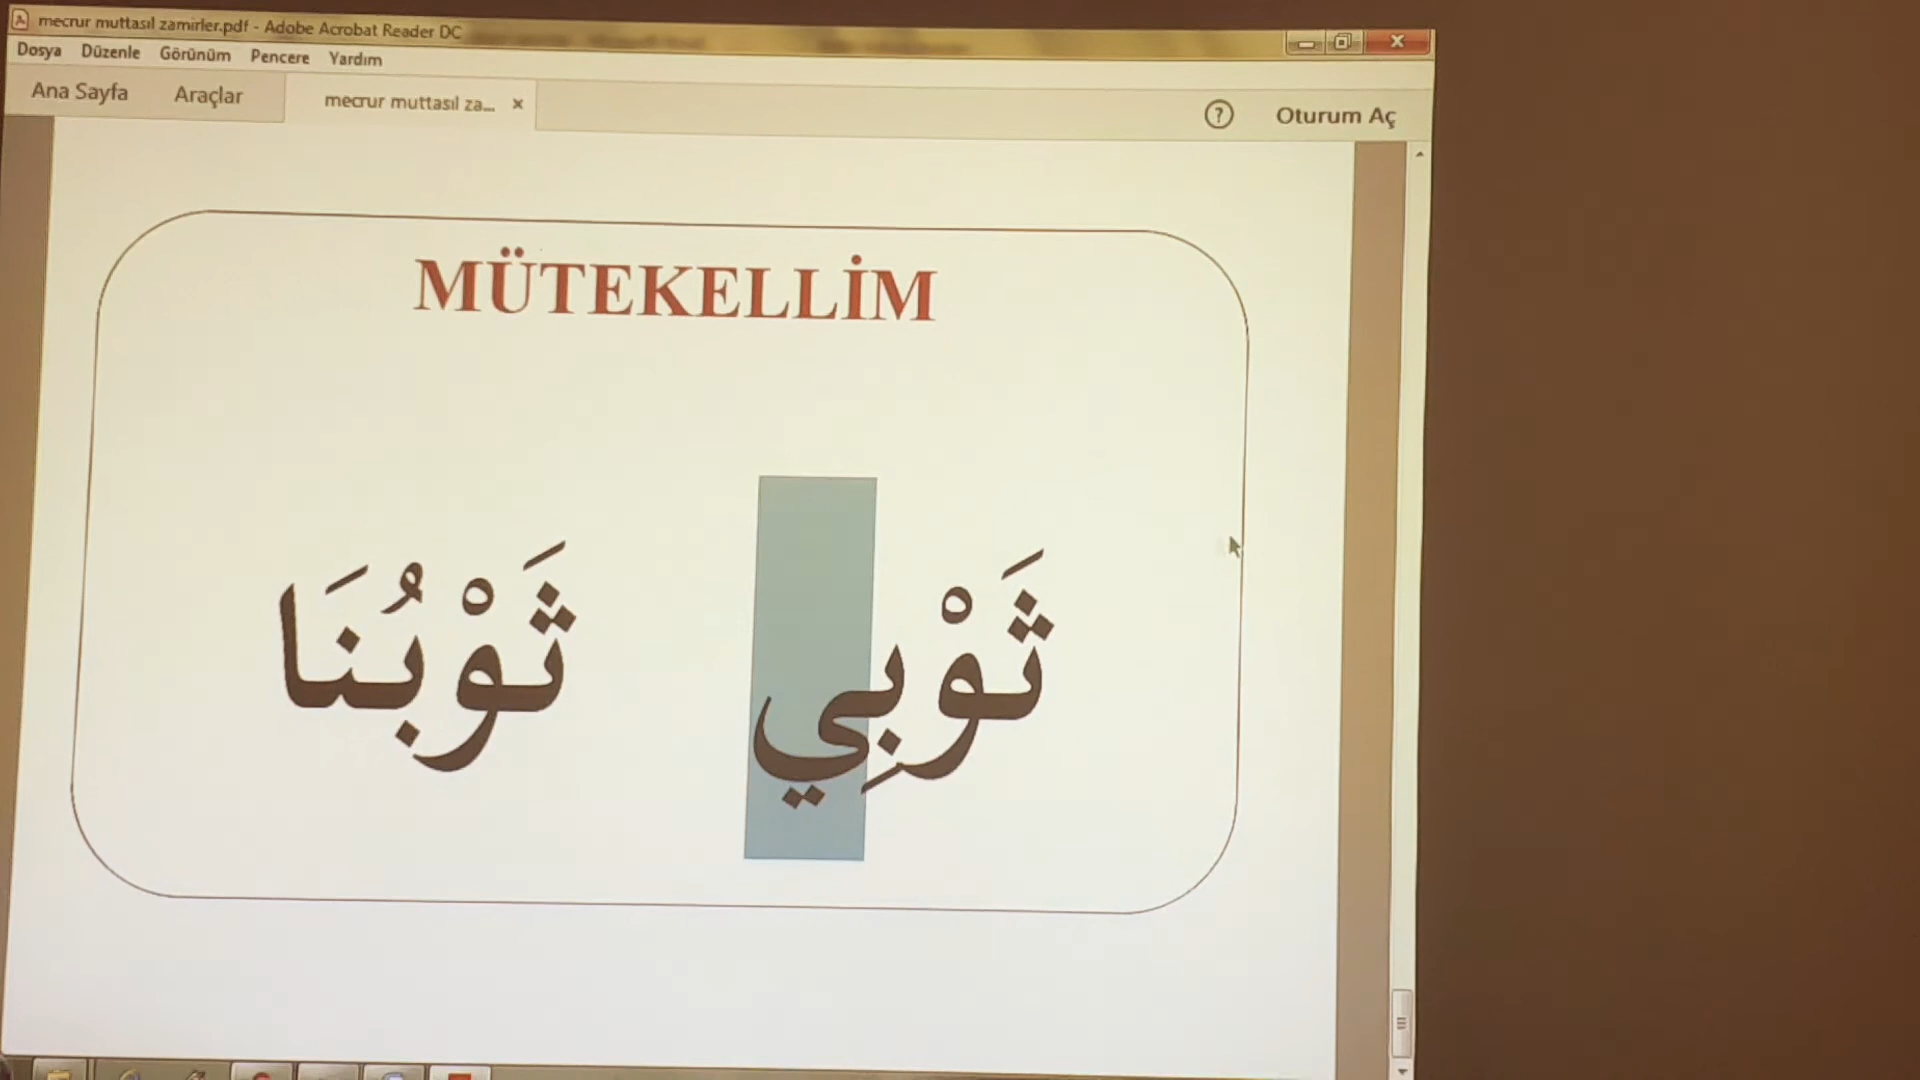 mecrur muttasıl zamirler.pdf - Adobe Acrobat Reader DC
Dosya Düzenle Görünüm Pencere Yardım
Ana Sayfa Araçlar mecrur muttasıl za... × ? Oturum Aç
MÜTEKELLİM
ثَوْبِي ثَوْبُنَا